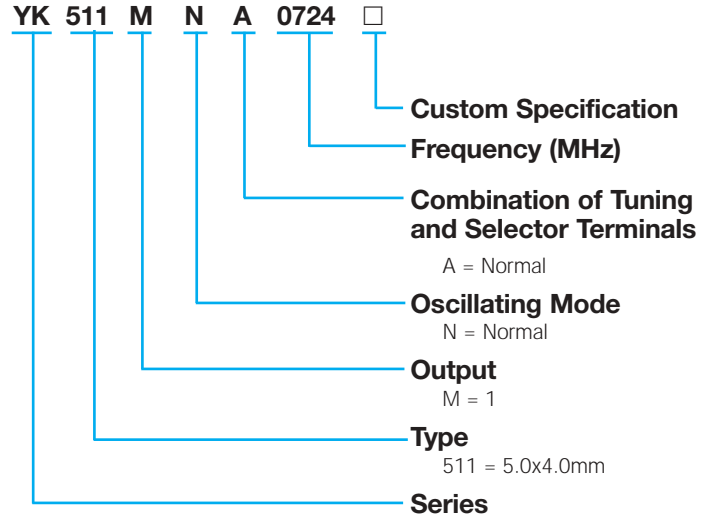 YK 511 M N A 0724 □
Custom Specification
Frequency (MHz)
Combination of Tuning
and Selector Terminals
A = Normal
Oscillating Mode
N = Normal
Output
M = 1
Type
511 = 5.0x4.0mm
Series